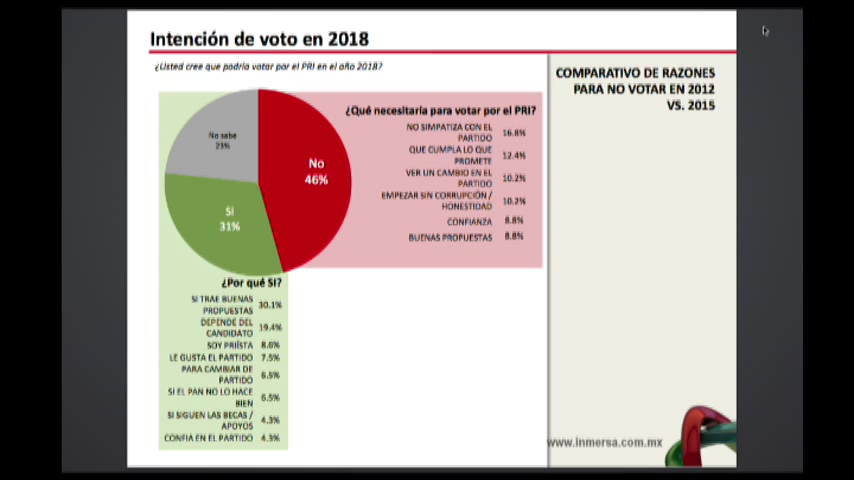 Intención de voto en 2018
¿Usted cree que podría votar por el PRI en el año 2018?
COMPARATIVO DE RAZONES
PARA NO VOTAR EN 2012
VS. 2015
No sabe
23%
No
46%
Si
31%
¿Qué necesitaría para votar por el PRI?
NO SIMPATIZA CON EL
PARTIDO 16.8%
QUE CUMPLA LO QUE
PROMETE 12.4%
VER UN CAMBIO EN EL
PARTIDO 10.2%
EMPEZAR SIN CORRUPCIÓN /
HONESTIDAD 10.2%
CONFIANZA 8.8%
BUENAS PROPUESTAS 8.8%
¿Por qué SI?
SI TRAE BUENAS
PROPUESTAS 30.1%
DEPENDE DEL
CANDIDATO 19.4%
SOY PRIÍSTA 8.6%
LE GUSTA EL PARTIDO 7.5%
PARA CAMBIAR DE
PARTIDO 6.5%
SI EL PAN NO LO HACE
BIEN 6.5%
SI SIGUEN LAS BECAS /
APOYOS 4.3%
CONFIA EN EL PARTIDO 4.3%
www.inmersa.com.mx